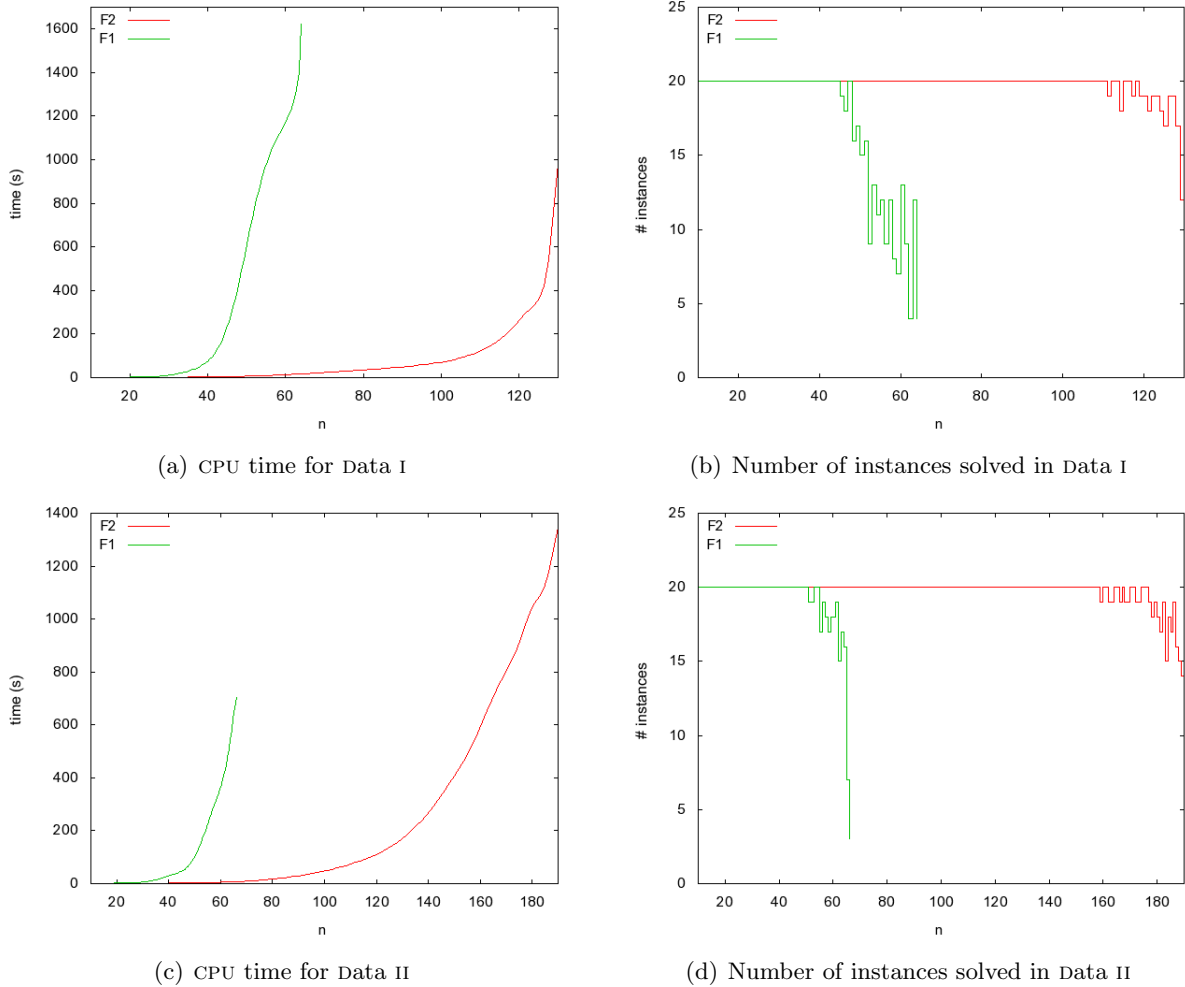 F2
F1
1600
1400
1200
1000
800
600
400
200
0
time (s)
20 40 60 80 100 120
n
(a) CPU time for Data I
F2
F1
25
20
15
10
5
0
# instances
20 40 60 80 100 120
n
(b) Number of instances solved in Data I
F2
F1
1400
1200
1000
800
600
400
200
0
time (s)
20 40 60 80 100 120 140 160 180
n
(c) CPU time for Data II
F2
F1
25
20
15
10
5
0
# instances
20 40 60 80 100 120 140 160 180
n
(d) Number of instances solved in Data II